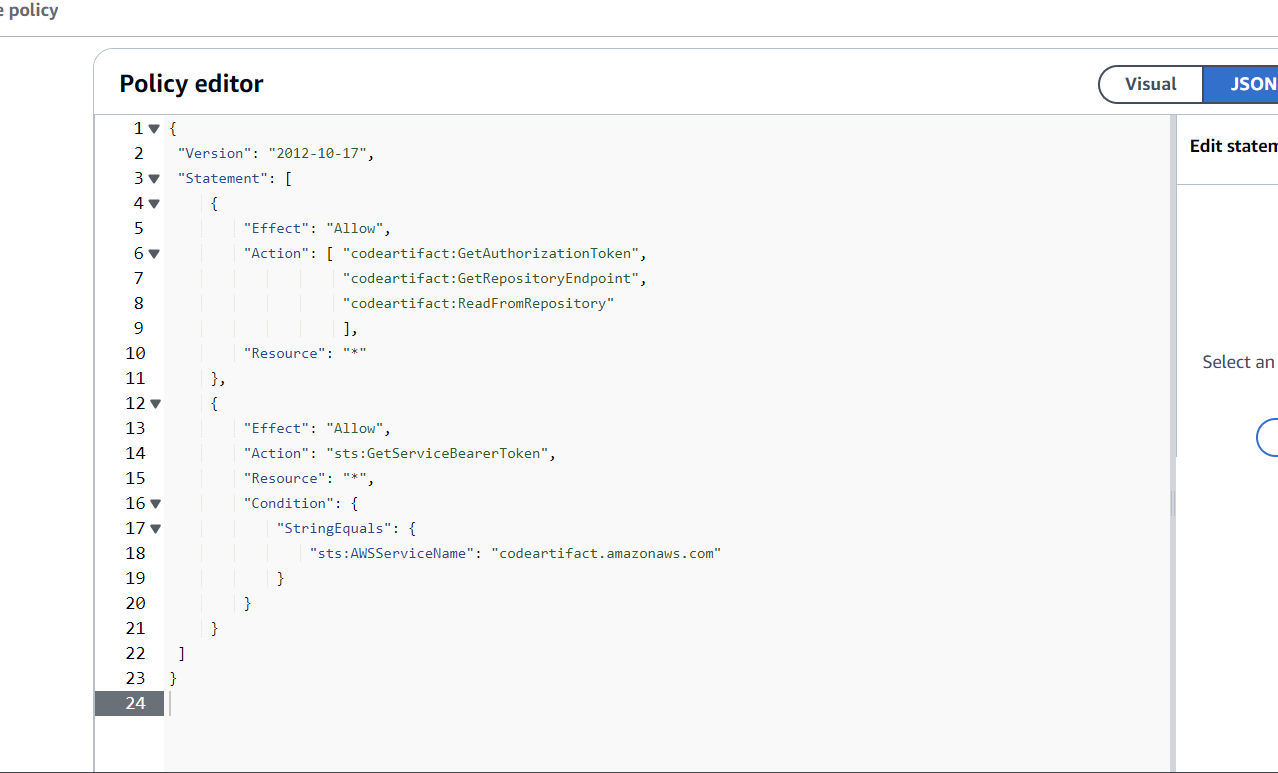 e policy
Policy editor
Visual
JSON
1 {
2 "Version": "2012-10-17",
3 "Statement": [
4 {
5 "Effect": "Allow",
6 "Action": [ "codeartifact:GetAuthorizationToken",
7 "codeartifact:GetRepositoryEndpoint",
8 "codeartifact:ReadFromRepository"
9 ],
10 "Resource": "*"
11 },
12 {
13 "Effect": "Allow",
14 "Action": "sts:GetServiceBearerToken",
15 "Resource": "*",
16 "Condition": {
17 "StringEquals": {
18 "sts:AWSServiceName": "codeartifact.amazonaws.com"
19 }
20 }
21 }
22 ]
23 }
24
Edit statem
Select an